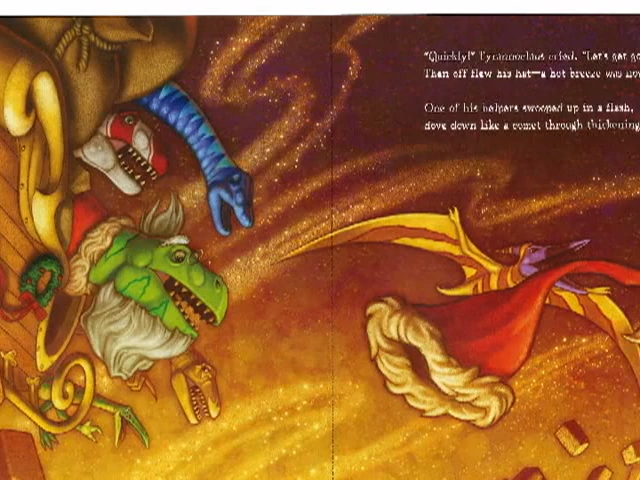 "Quickly!" Tyrannoclaus cried. "Let's get go
Then off flew his hat—a hot breeze was
One of his helpers swooped up in a flash,
dove down like a comet through thickening